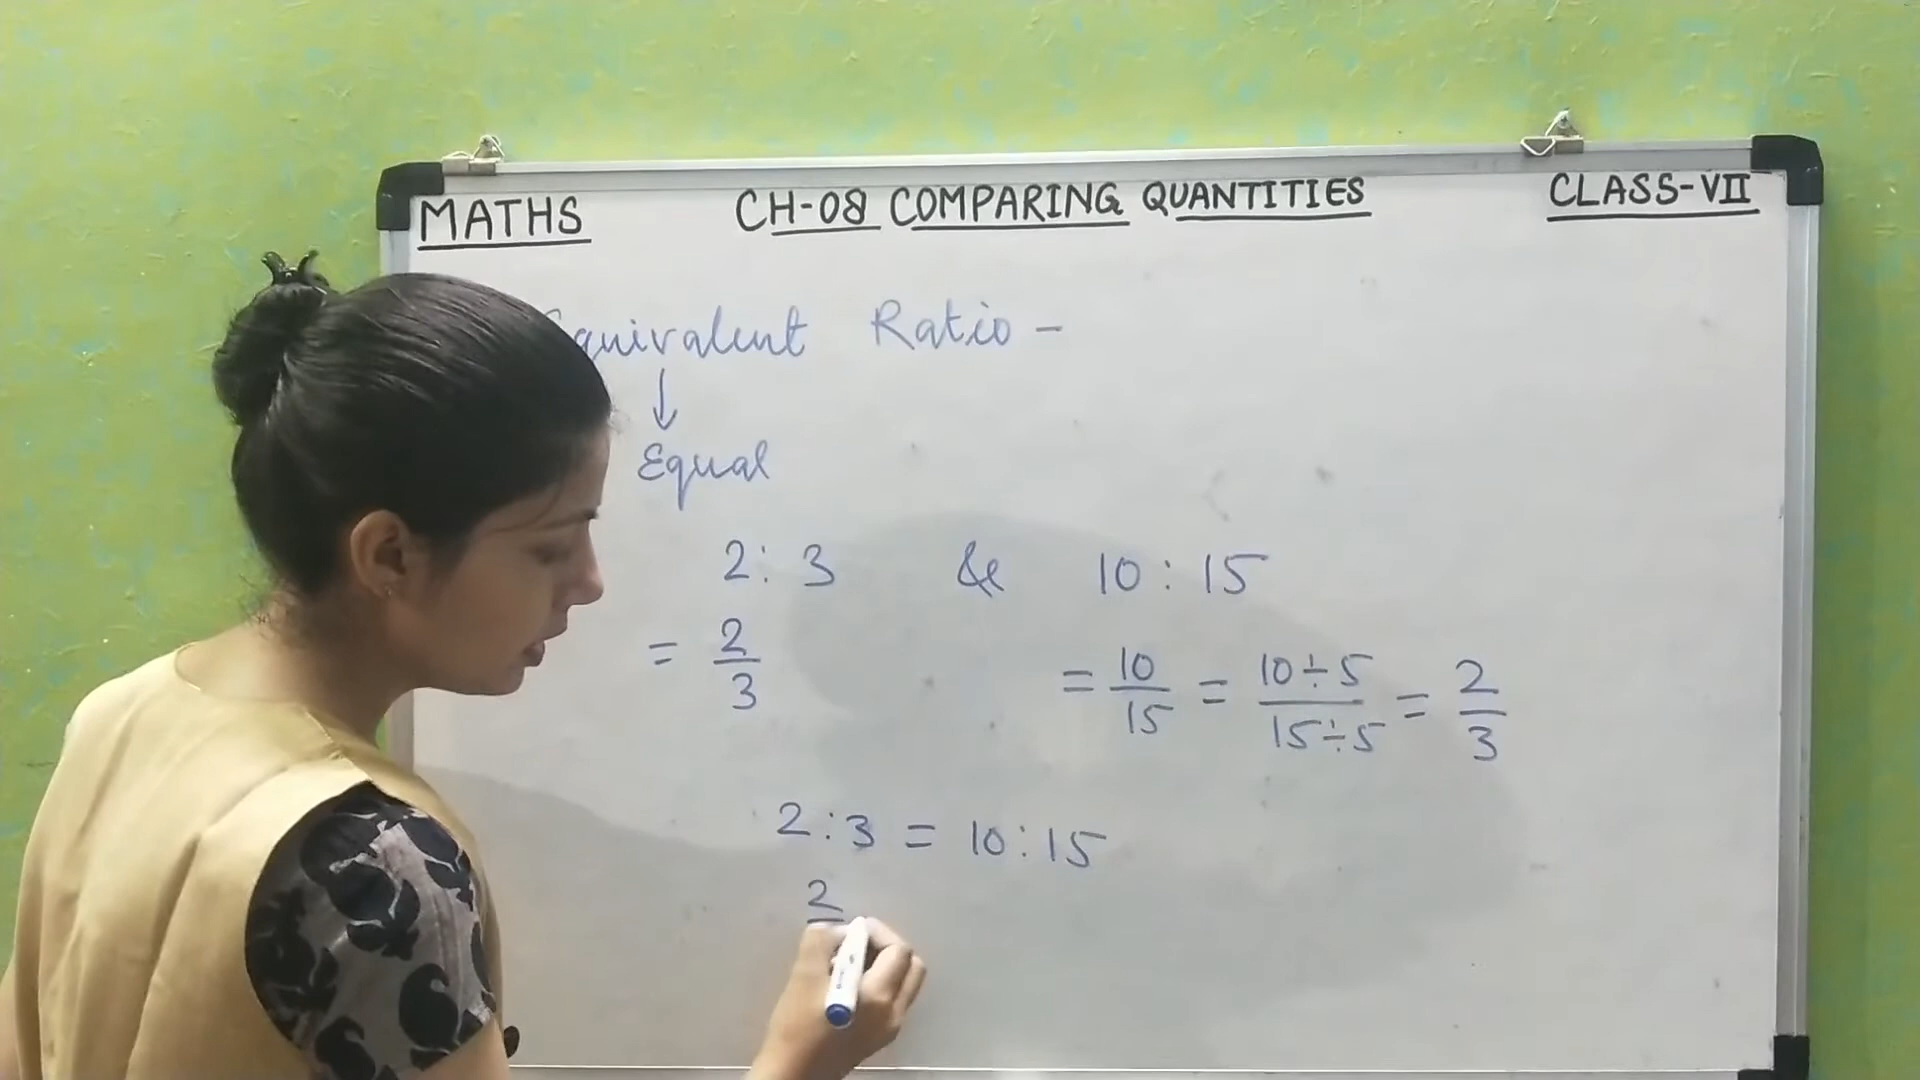 MATHS CH-08 COMPARING QUANTITIES CLASS-VII
Equivalent Ratio -
↓
Equal
2 : 3 & 10 : 15
= 2/3 = 10/15 = 10÷5/15÷5 = 2/3
2:3 = 10:15
2